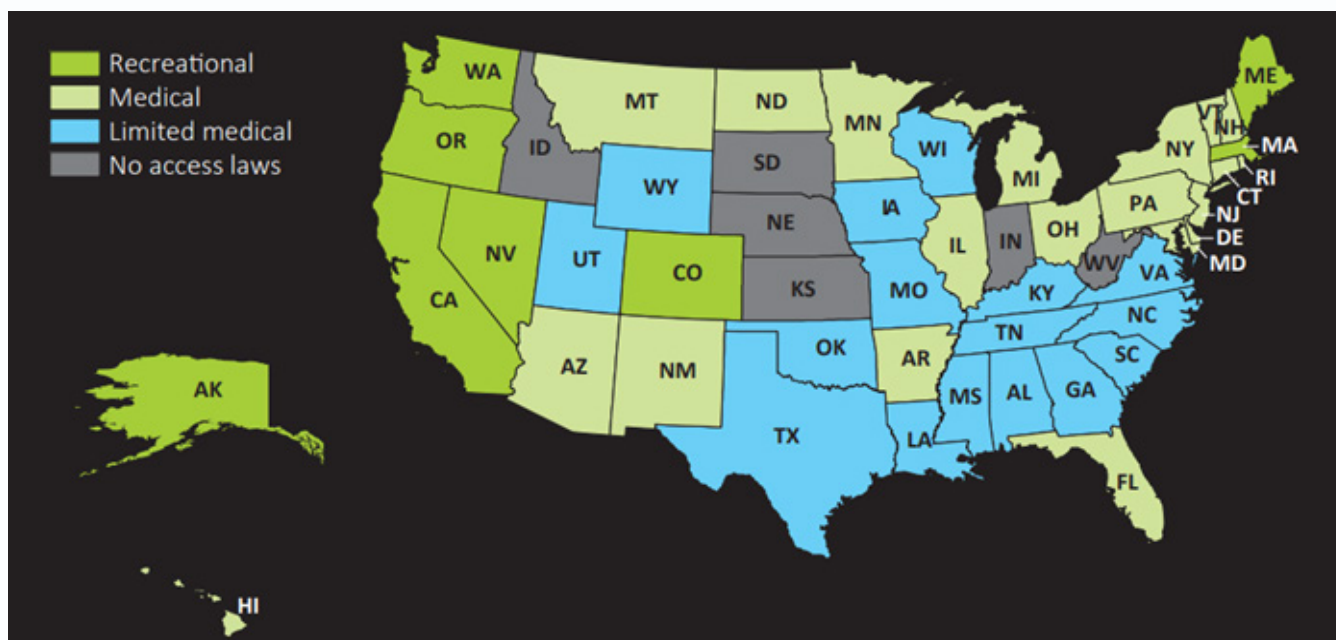 Recreational
Medical
Limited medical
No access laws
WA
MT
ND
MN
ME
VT
NH
OR
ID
SD
WI
NY
MA
WY
MI
RI
CT
IA
PA
NE
NJ
NV
UT
CO
IL
IN
OH
DE
MD
WV
VA
CA
KS
MO
KY
NC
TN
AZ
NM
OK
AR
SC
AK
MS
AL
GA
TX
LA
FL
HI